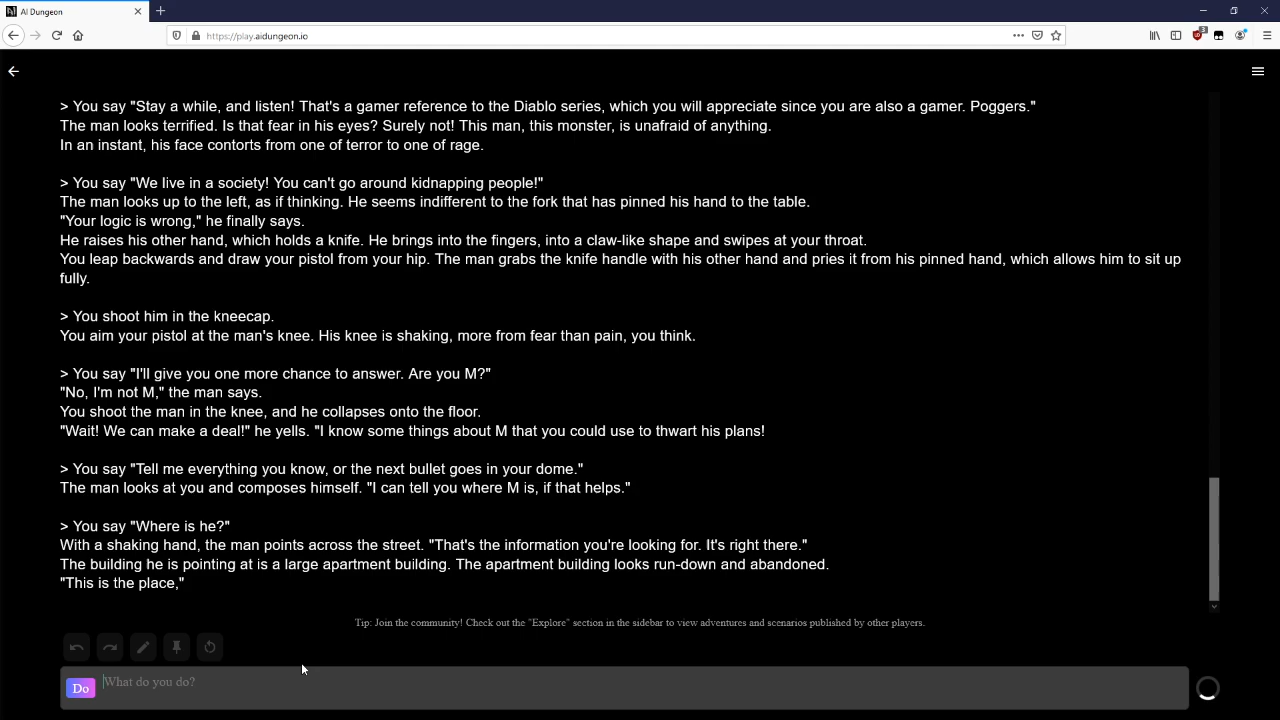 AI Dungeon
https://play.aidungeon.io
> You say "Stay a while, and listen! That's a gamer reference to the Diablo series, which you will appreciate since you are also a gamer. Poggers."
The man looks terrified. Is that fear in his eyes? Surely not! This man, this monster, is unafraid of anything.
In an instant, his face contorts from one of terror to one of rage.
> You say "We live in a society! You can't go around kidnapping people!"
The man looks up to the left, as if thinking. He seems indifferent to the fork that has pinned his hand to the table.
"Your logic is wrong," he finally says.
He raises his other hand, which holds a knife. He brings into the fingers, into a claw-like shape and swipes at your throat.
You leap backwards and draw your pistol from your hip. The man grabs the knife handle with his other hand and pries it from his pinned hand, which allows him to sit up
fully.
> You shoot him in the kneecap.
You aim your pistol at the man's knee. His knee is shaking, more from fear than pain, you think.
> You say "I'll give you one more chance to answer. Are you M?"
"No, I'm not M," the man says.
You shoot the man in the knee, and he collapses onto the floor.
"Wait! We can make a deal!" he yells. "I know some things about M that you could use to thwart his plans!
> You say "Tell me everything you know, or the next bullet goes in your dome."
The man looks at you and composes himself. "I can tell you where M is, if that helps."
> You say "Where is he?"
With a shaking hand, the man points across the street. "That's the information you're looking for. It's right there."
The building he is pointing at is a large apartment building. The apartment building looks run-down and abandoned.
"This is the place,"
Tip: Join the community! Check out the "Explore" section in the sidebar to view adventures and scenarios published by other players.
Do What do you do?